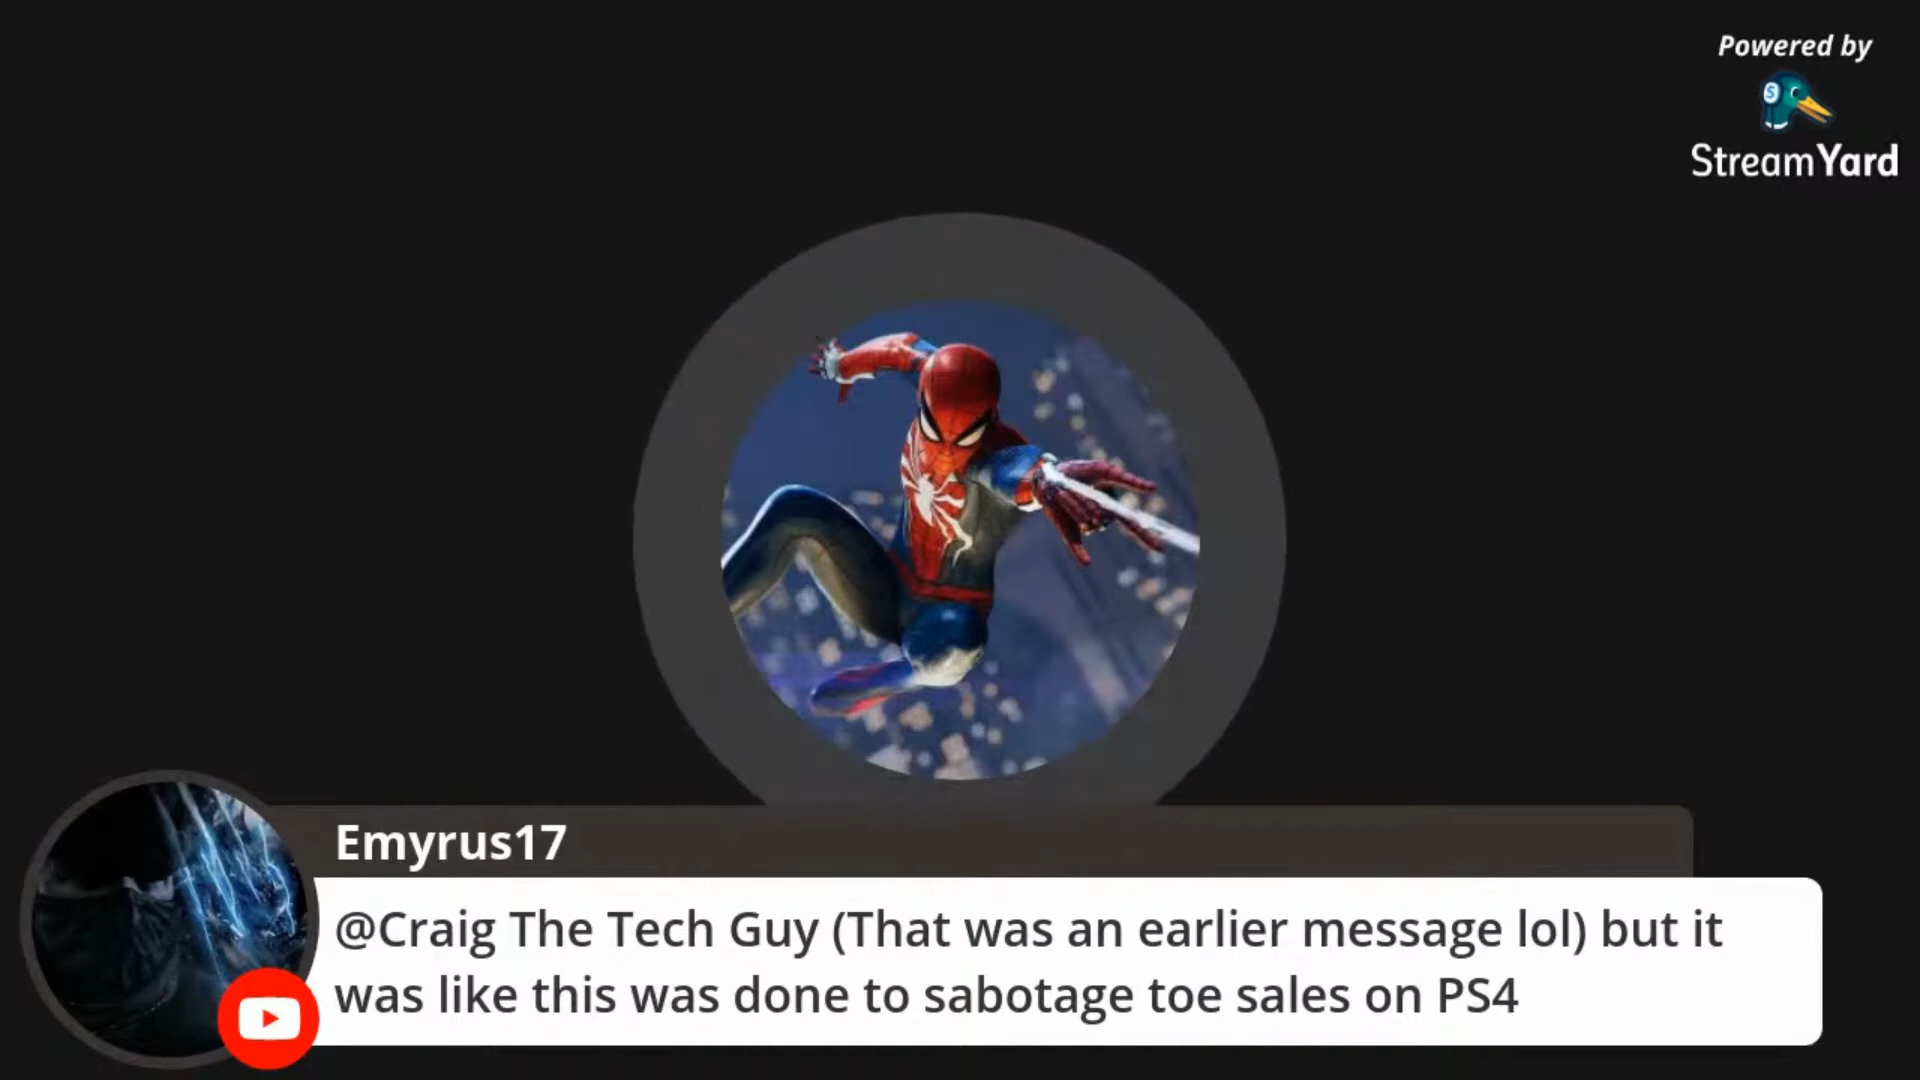 Powered by
StreamYard
Emyrus17
@Craig The Tech Guy (That was an earlier message lol) but it
was like this was done to sabotage toe sales on PS4